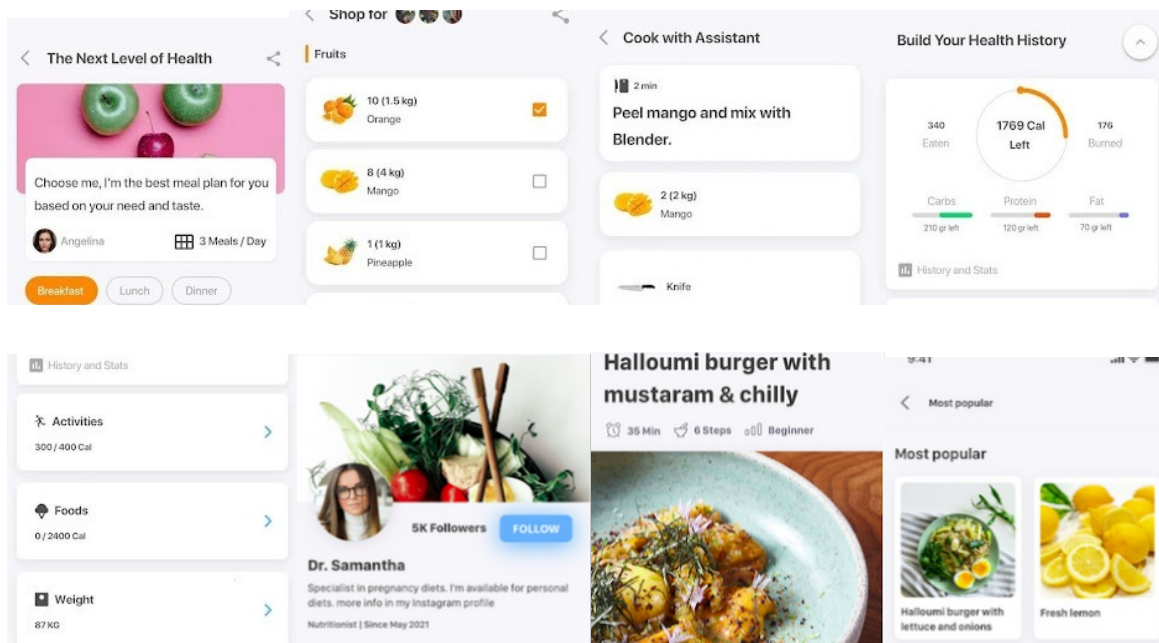 The Next Level of Health
Choose me, I'm the best meal plan for you
based on your need and taste.
Angelina
3 Meals / Day
Breakfast
Lunch
Dinner
Shop for
Fruits
10 (1.5 kg)
Orange
8 (4 kg)
Mango
1 (1 kg)
Pineapple
Cook with Assistant
2 min
Peel mango and mix with
Blender.
2 (2 kg)
Mango
Knife
Build Your Health History
340
Eaten
1769 Cal
Left
176
Burned
Carbs
Protein
Fat
210 gr left
120 gr left
70 gr left
History and Stats
History and Stats
Activities
300 / 400 Cal
Foods
0 / 2400 Cal
Weight
87 KG
5K Followers
FOLLOW
Dr. Samantha
Specialist in pregnancy diets. I'm available for personal
diets. more info in my Instagram profile
Nutritionist | Since May 2021
Halloumi burger with
mustaram & chilly
35 Min
6 Steps
Beginner
9:41
Most popular
Most popular
Halloumi burger with
lettuce and onions
Fresh lemon